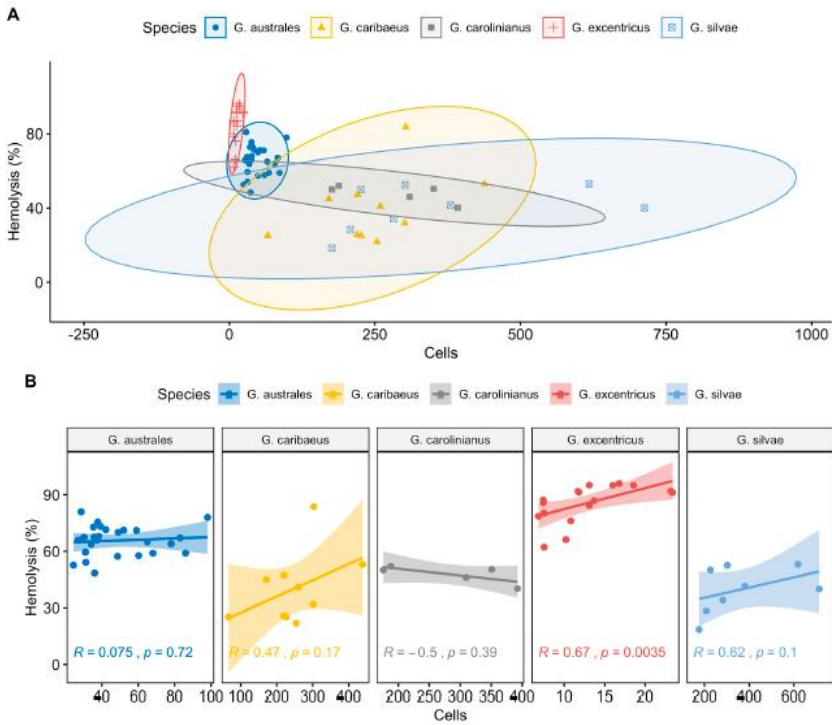 A
Species G. australes G. caribaeus G. carolinianus G. excentricus G. silvae
Hemolysis (%)
80
40
0
-250 0 250 500 750 1000
Cells
B
Species G. australes G. caribaeus G. carolinianus G. excentricus G. silvae
G. australes G. caribaeus G. carolinianus G. excentricus G. silvae
Hemolysis (%)
90
60
30
0
R = 0.075 , p = 0.72 R = 0.47 , p = 0.17 R = −0.5 , p = 0.39 R = 0.67 , p = 0.0035 R = 0.62 , p = 0.1
40 60 80 100 100 200 300 400 200 250 300 350 400 10 15 20 200 400 600
Cells